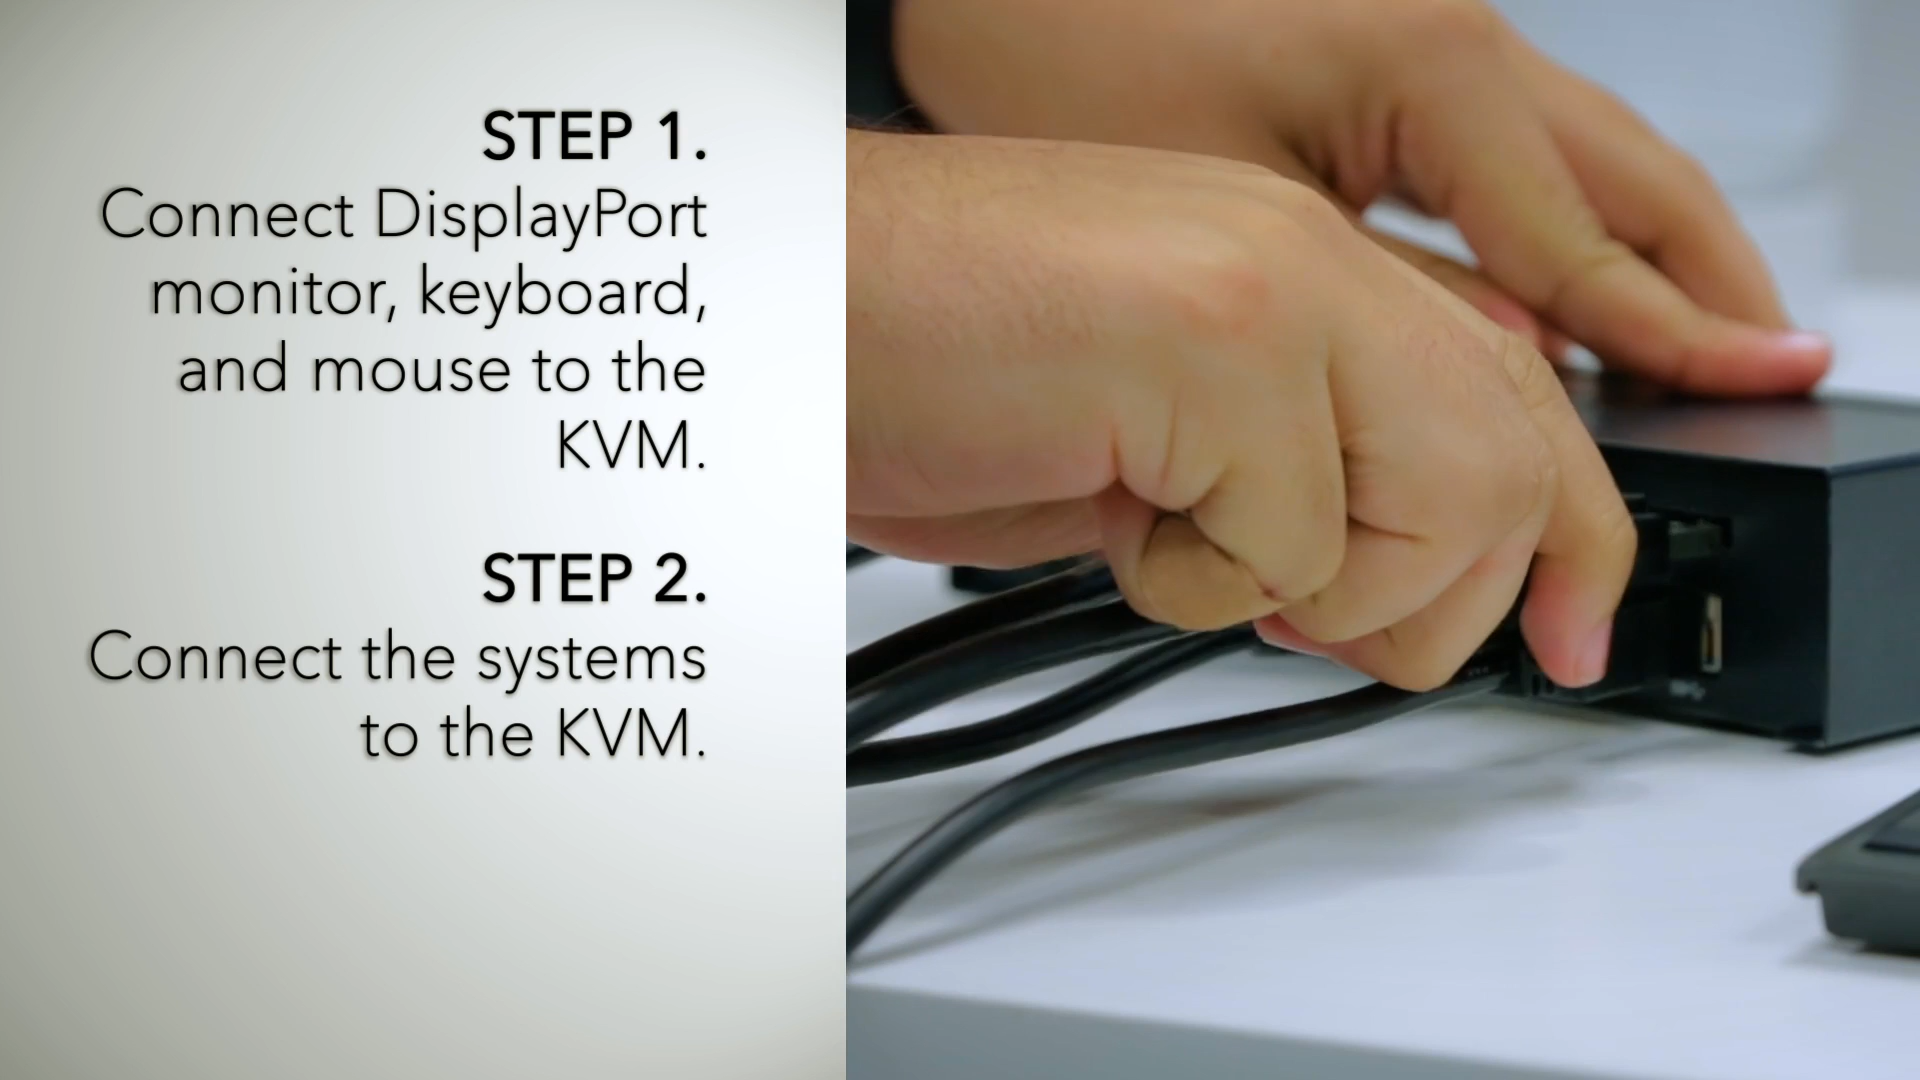 STEP 1.
Connect DisplayPort
monitor, keyboard,
and mouse to the
KVM.
STEP 2.
Connect the systems
to the KVM.